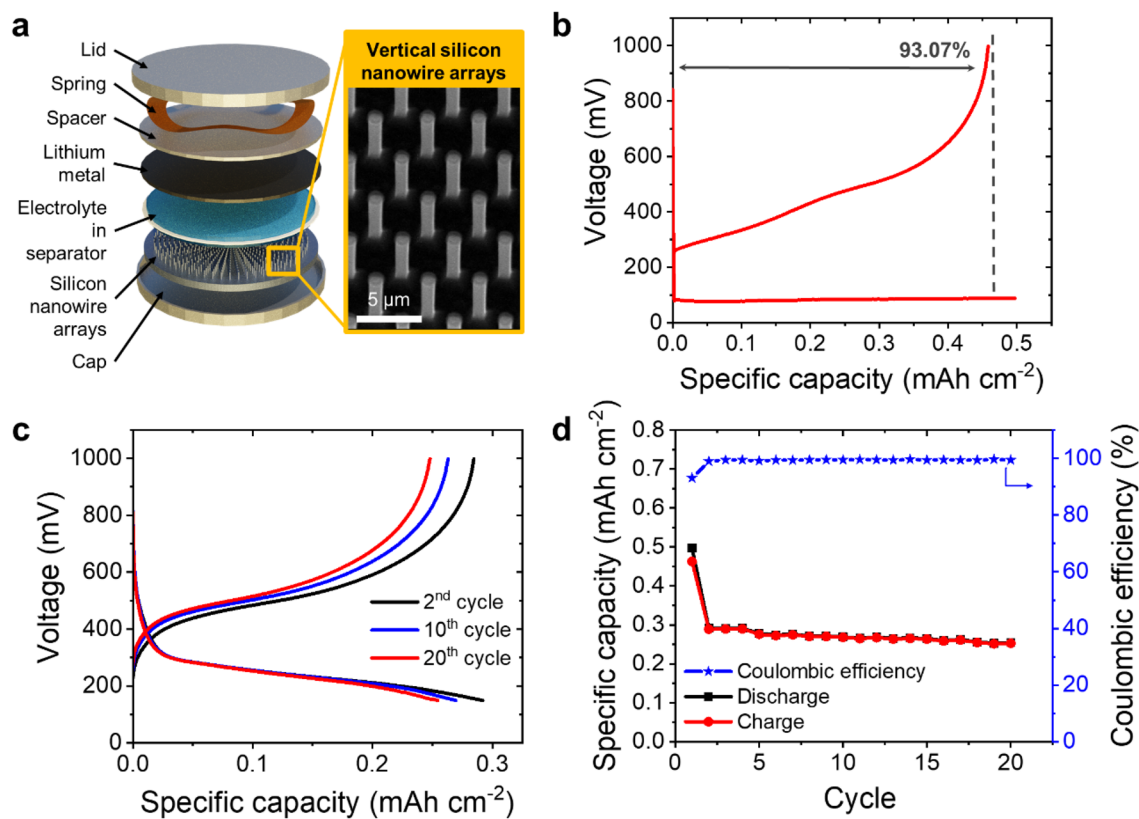 a
Lid
Spring
Spacer
Lithium
metal
Electrolyte
in
separator
Silicon
nanowire
arrays
Cap
Vertical silicon
nanowire arrays
5 µm
b
Voltage (mV)
1000
800
600
400
200
0
93.07%
0.0 0.1 0.2 0.3 0.4 0.5
Specific capacity (mAh cm⁻²)
c
Voltage (mV)
1000
800
600
400
200
0
2nd cycle
10th cycle
20th cycle
0.0 0.1 0.2 0.3
Specific capacity (mAh cm⁻²)
d
Specific capacity (mAh cm⁻²)
0.8
0.7
0.6
0.5
0.4
0.3
0.2
0.1
0.0
Coulombic efficiency
Discharge
Charge
0 5 10 15 20
Cycle
100
80
60
40
20
0
Coulombic efficiency (%)